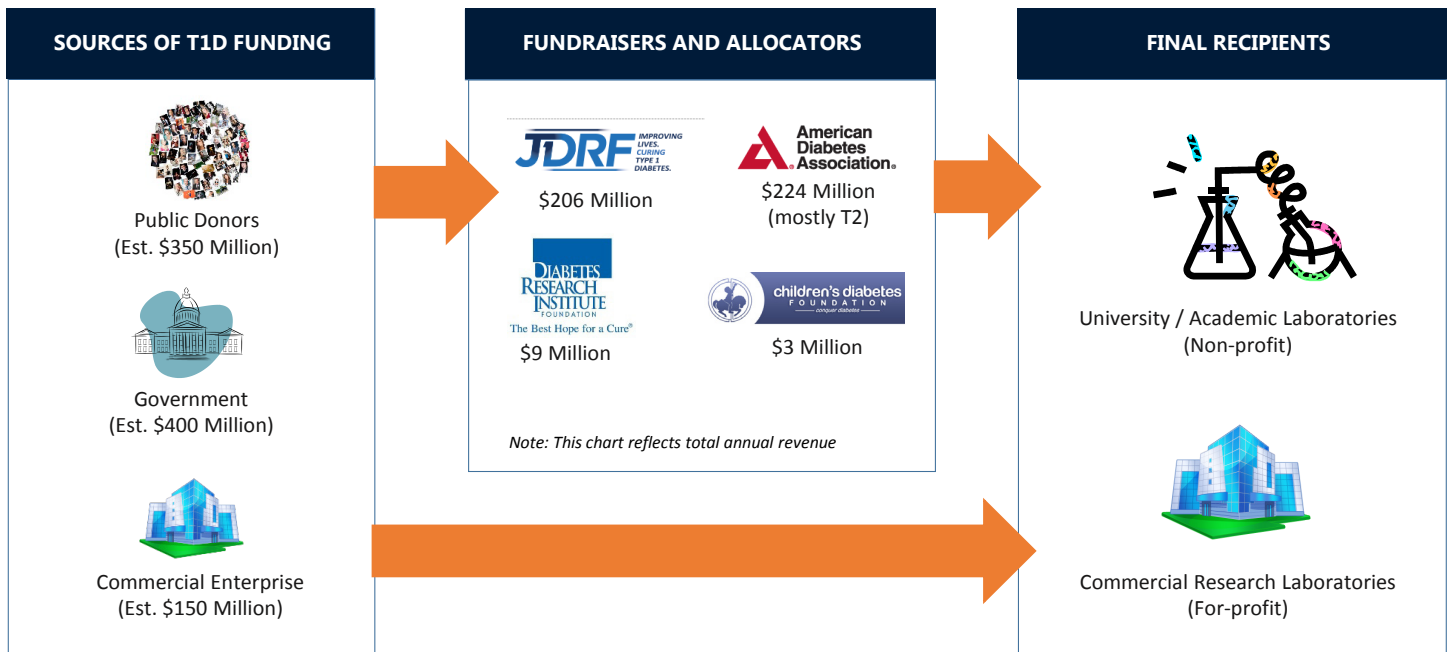 SOURCES OF T1D FUNDING
Public Donors
(Est. $350 Million)
Government
(Est. $400 Million)
Commercial Enterprise
(Est. $150 Million)
FUNDRAISERS AND ALLOCATORS
JDRF
IMPROVING
LIVES.
CURING
TYPE 1
DIABETES.
$206 Million
American
Diabetes
Association®
$224 Million
(mostly T2)
DIABETES
RESEARCH
INSTITUTE
FOUNDATION
The Best Hope for a Cure®
$9 Million
children's diabetes
FOUNDATION
conquer diabetes
$3 Million
Note: This chart reflects total annual revenue
FINAL RECIPIENTS
University / Academic Laboratories
(Non-profit)
Commercial Research Laboratories
(For-profit)